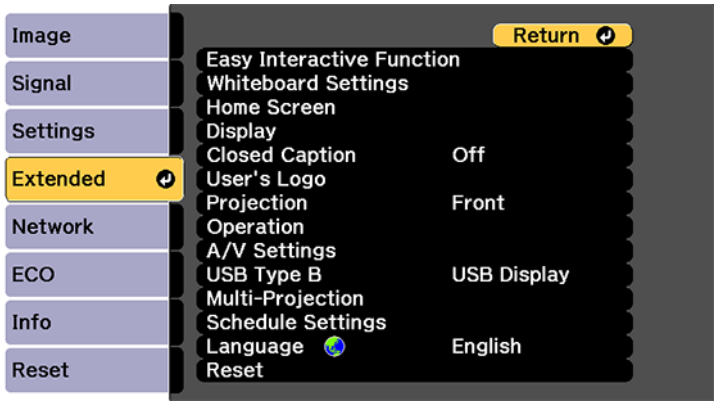 Image
Signal
Settings
Extended
Network
ECO
Info
Reset
Return
Easy Interactive Function
Whiteboard Settings
Home Screen
Display
Closed Caption Off
User's Logo
Projection Front
Operation
A/V Settings
USB Type B USB Display
Multi-Projection
Schedule Settings
Language English
Reset